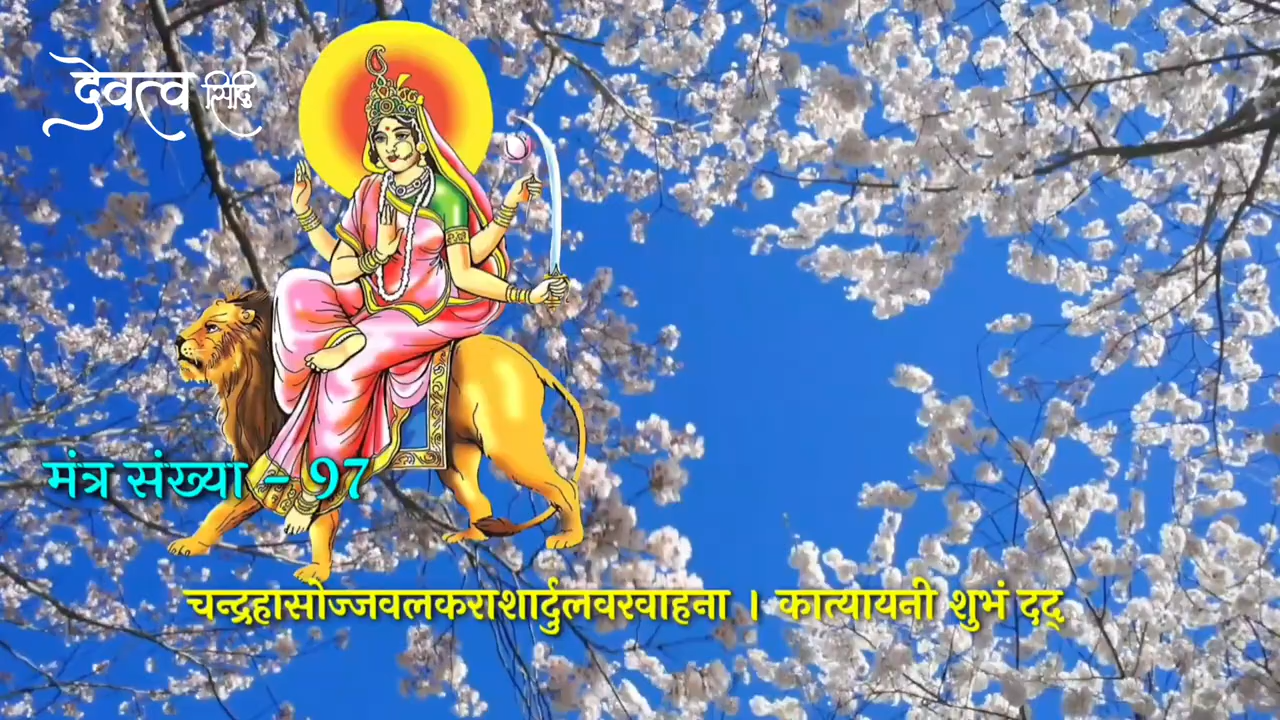 देवत्व सिद्धि
मंत्र संख्या - 97
चन्द्रहासोज्जवलकराशार्दुलवरवाहना । कात्यायनी शुभं दद्